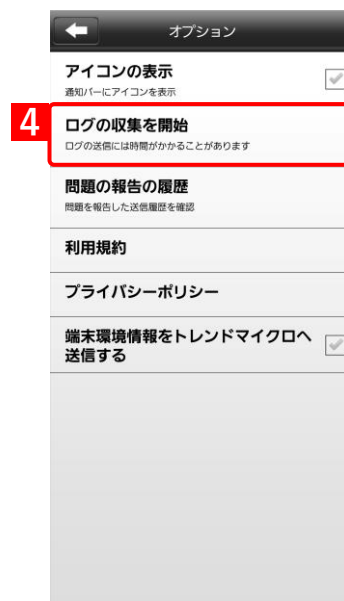 オプション
アイコンの表示
通知バーにアイコンを表示
4
ログの収集を開始
ログの送信には時間がかかることがあります
問題の報告の履歴
問題を報告した送信履歴を確認
利用規約
プライバシーポリシー
端末環境情報をトレンドマイクロへ
送信する